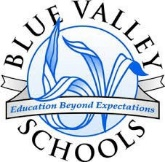 BLUE VALLEY
Education Beyond Expectations
SCHOOLS